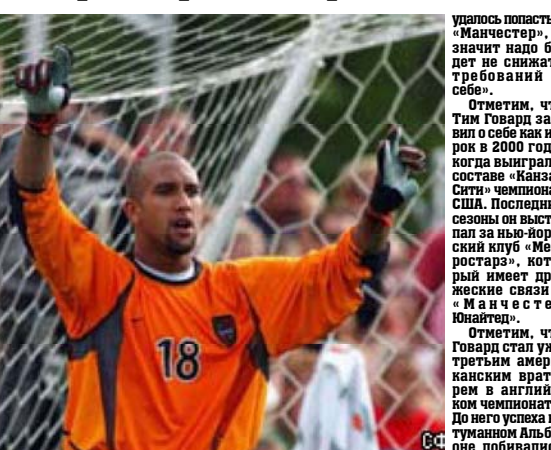 удалось попасть
«Манчестер»,
значит надо б
дет не снижат
требований
себе».
Отметим, чт
Тим Говард за
вил о себе как и
рок в 2000 год
когда выиграл
составе «Канза
Сити» чемпиона
США. Последни
сезоны он высту
пал за нью-йор
ский клуб «Ме
ростарз», кот
рый имеет др
жеские связи
«Манчесте
Юнайтед».
Отметим, чт
Говард стал уж
третьим амер
канским врат
рем в англий
ком чемпионат
До него успеха
туманном Альб
оне добивалис
18